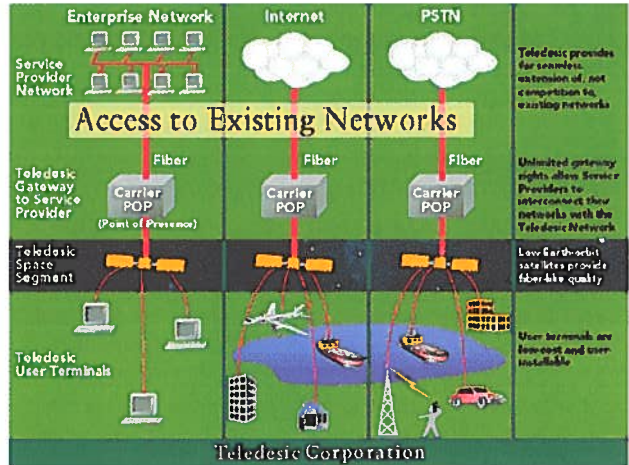 Enterprise Network
Internet
PSTN
Service
Provider
Network
Teledesic provides
for seamless
extension of, not
competition to,
existing networks
Access to Existing Networks
Fiber
Fiber
Fiber
Teledesic
Gateway
to Service
Provider
Carrier
POP
(Point of Presence)
Carrier
POP
Carrier
POP
Unlimited gateway
rights allow Service
Providers to
interconnect their
networks with the
Teledesic Network
Teledesic
Space
Segment
Low-Earth-orbit
satellites provide
fiber-like quality
Teledesic
User Terminals
User terminals are
low-cost and user-
installable
Teledesic Corporation